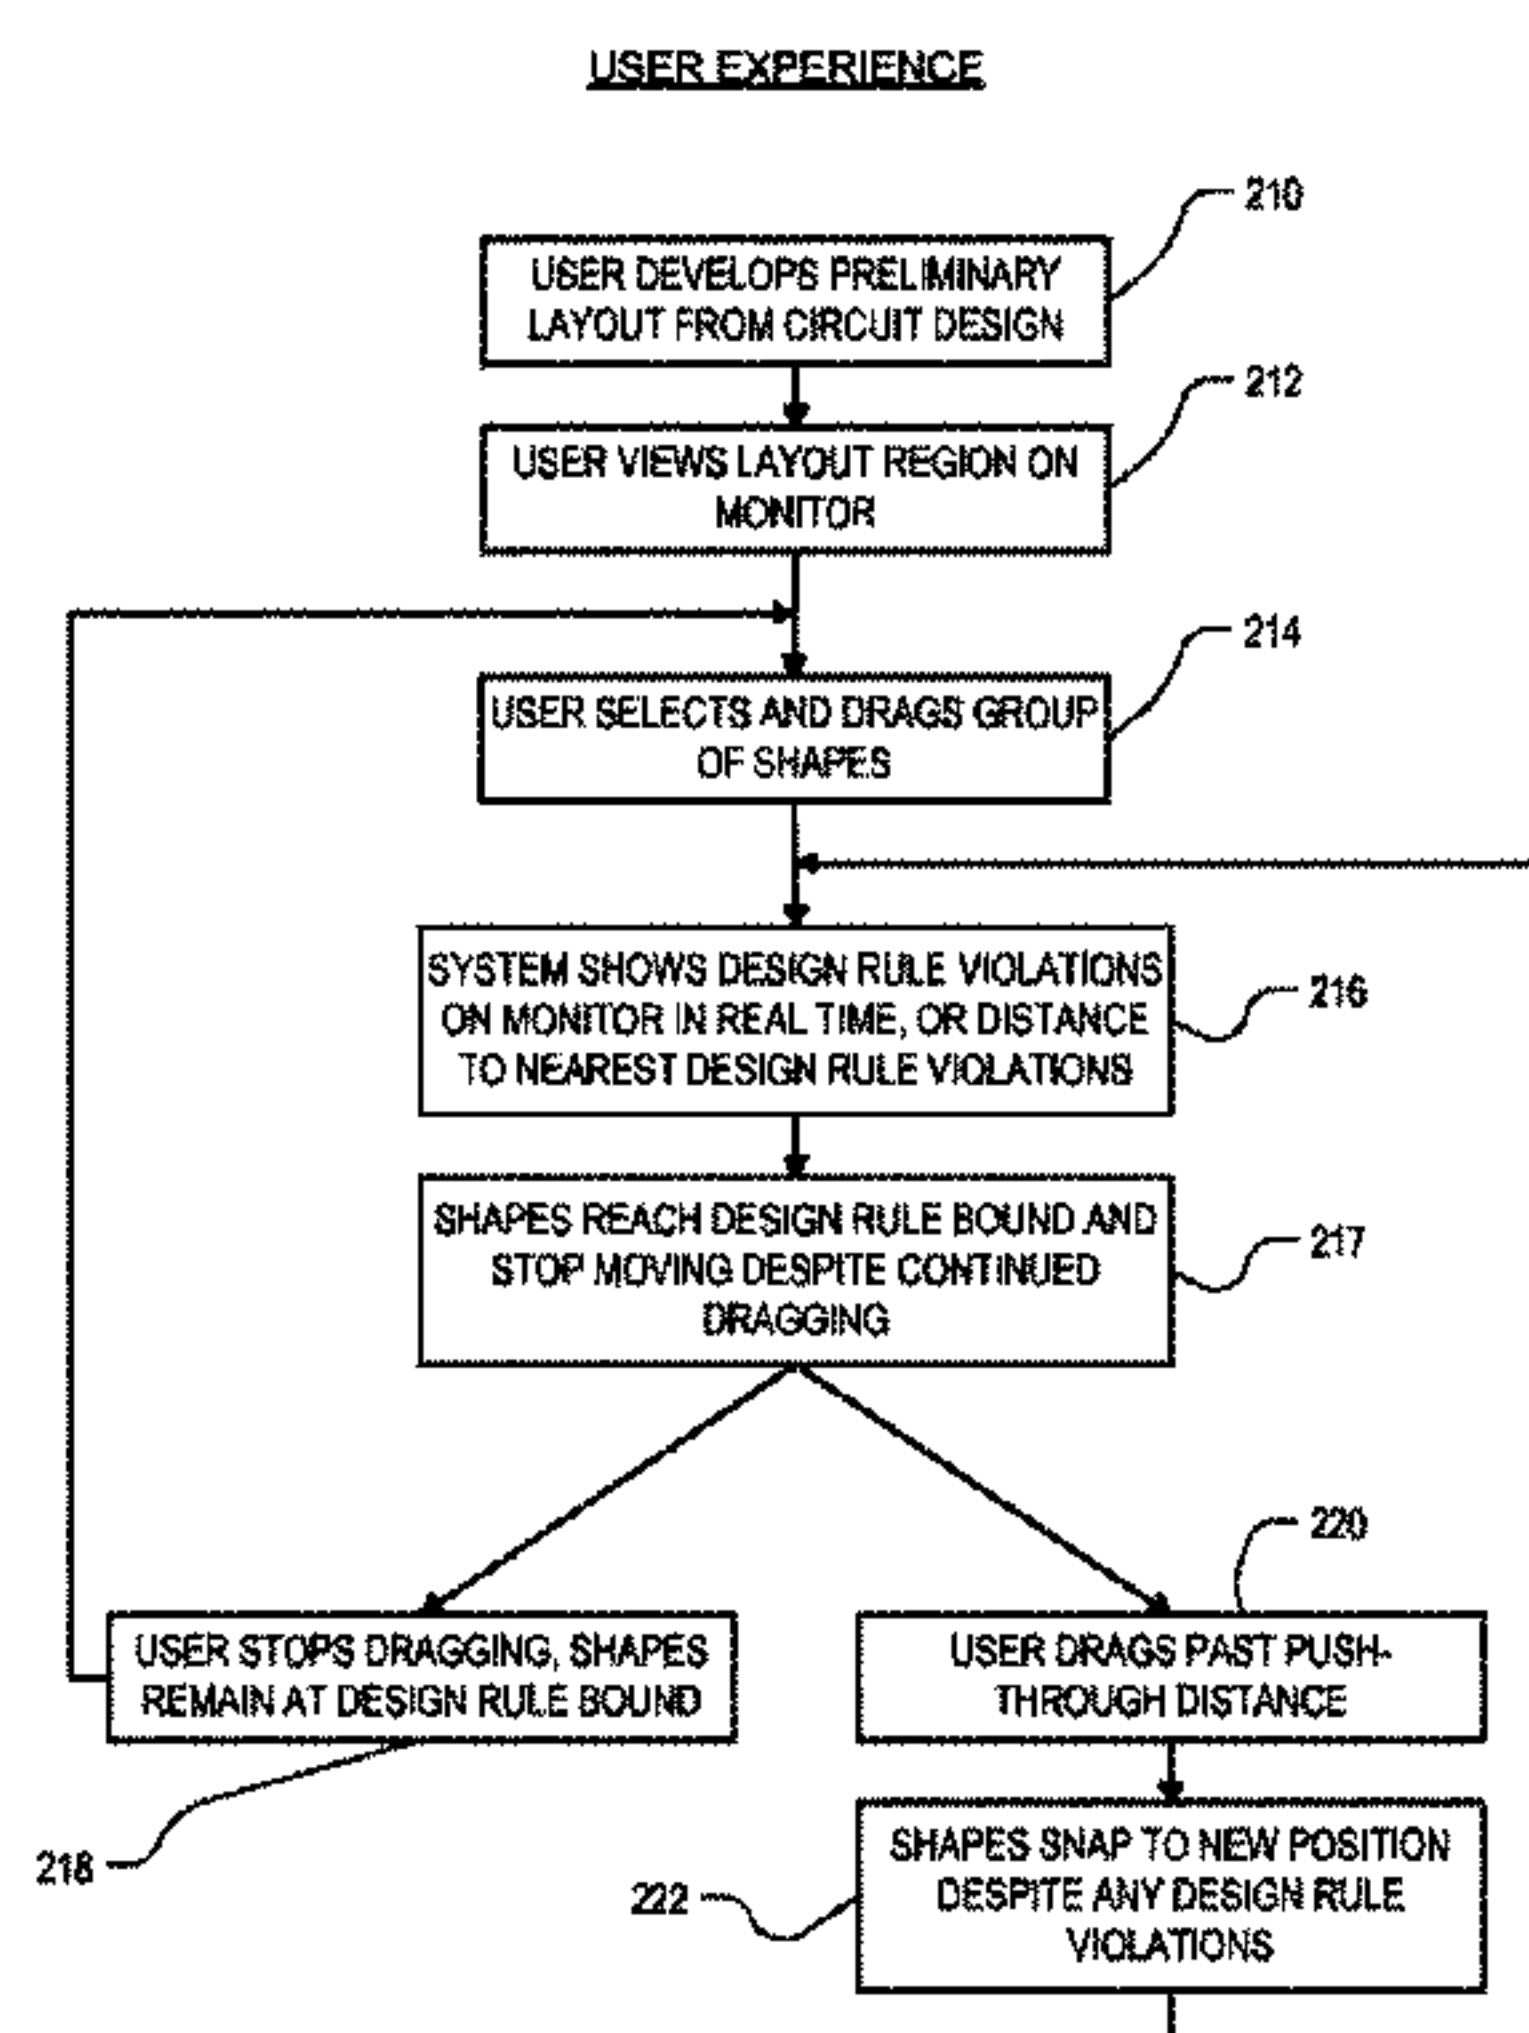 USER EXPERIENCE
210
USER DEVELOPS PRELIMINARY
LAYOUT FROM CIRCUIT DESIGN
212
USER VIEWS LAYOUT REGION ON
MONITOR
214
USER SELECTS AND DRAGS GROUP
OF SHAPES
SYSTEM SHOWS DESIGN RULE VIOLATIONS
ON MONITOR IN REAL TIME, OR DISTANCE
TO NEAREST DESIGN RULE VIOLATIONS
216
SHAPES REACH DESIGN RULE BOUND AND
STOP MOVING DESPITE CONTINUED
DRAGGING
217
220
USER STOPS DRAGGING, SHAPES
REMAIN AT DESIGN RULE BOUND
218
USER DRAGS PAST PUSH-
THROUGH DISTANCE
SHAPES SNAP TO NEW POSITION
DESPITE ANY DESIGN RULE
VIOLATIONS
222